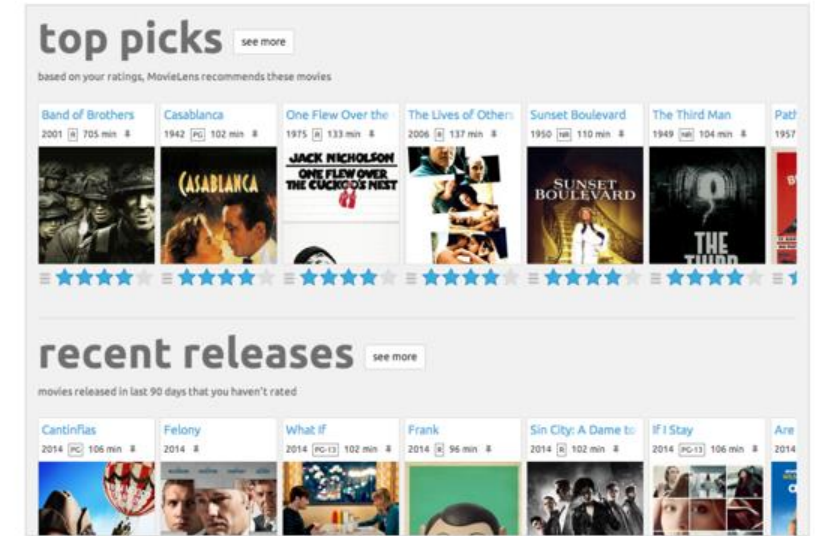 top picks see more
based on your ratings, MovieLens recommends these movies
Band of Brothers Casablanca One Flew Over the The Lives of Others Sunset Boulevard The Third Man Path
2001 R 705 min 1942 PG 102 min 1975 R 133 min 2006 R 137 min 1950 NR 110 min 1949 NR 104 min 1957
JACK NICHOLSON
ONE FLEW OVER
THE CUCKOO'S NEST
CASABLANCA
SUNSET
BOULEVARD
THE
THIRD
recent releases see more
movies released in last 90 days that you haven't rated
Cantinflas Felony What If Frank Sin City: A Dame to If I Stay Are
2014 PG 106 min 2014 2014 PG-13 102 min 2014 R 96 min 2014 R 102 min 2014 PG-13 106 min 2014